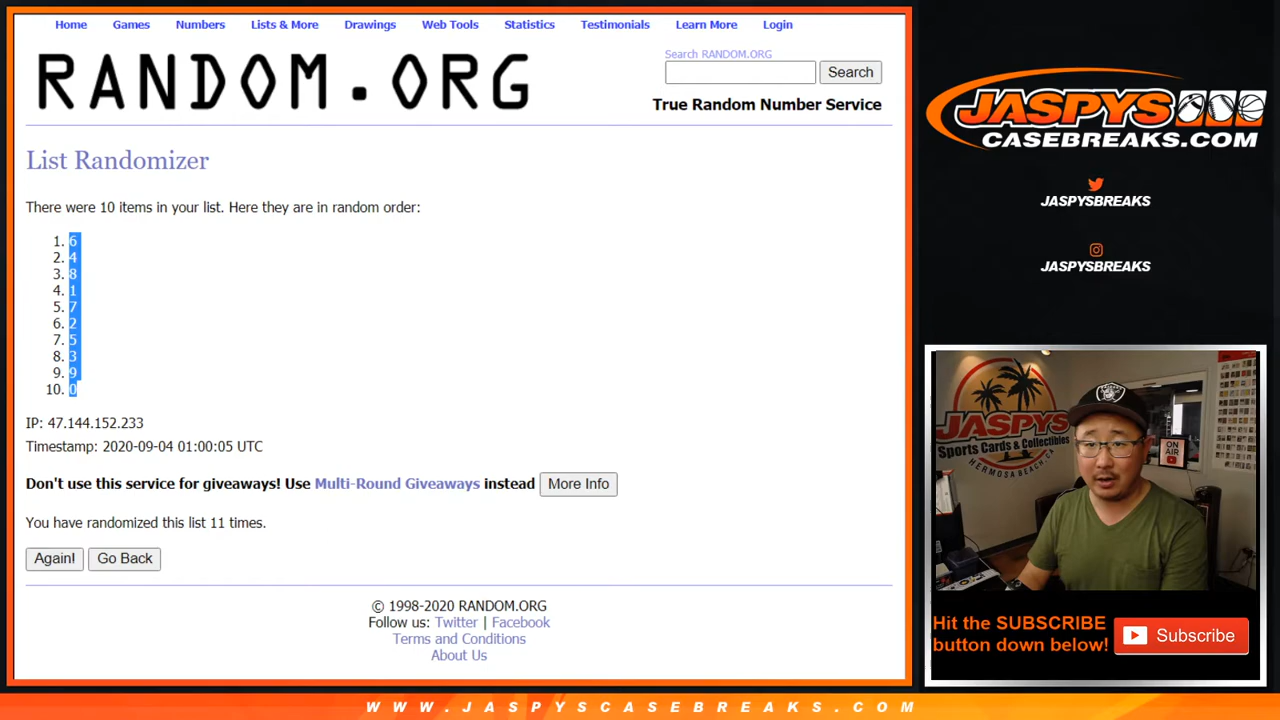 Home Games Numbers Lists & More Drawings Web Tools Statistics Testimonials Learn More Login
RANDOM.ORG
Search RANDOM.ORG
Search
True Random Number Service
List Randomizer
There were 10 items in your list. Here they are in random order:
1. 6
2. 4
3. 8
4. 1
5. 7
6. 2
7. 5
8. 3
9. 9
10. 0
IP: 47.144.152.233
Timestamp: 2020-09-04 01:00:05 UTC
Don't use this service for giveaways! Use Multi-Round Giveaways instead More Info
You have randomized this list 11 times.
Again! Go Back
© 1998-2020 RANDOM.ORG
Follow us: Twitter | Facebook
Terms and Conditions
About Us
JASPYS
CASEBREAKS.COM
JASPYSBREAKS
JASPYSBREAKS
JASPYS
Sports Cards & Collectibles
HERMOSA BEACH, CA
ON
AIR
Hit the SUBSCRIBE
button down below!
Subscribe
WWW.JASPYSCASEBREAKS.COM